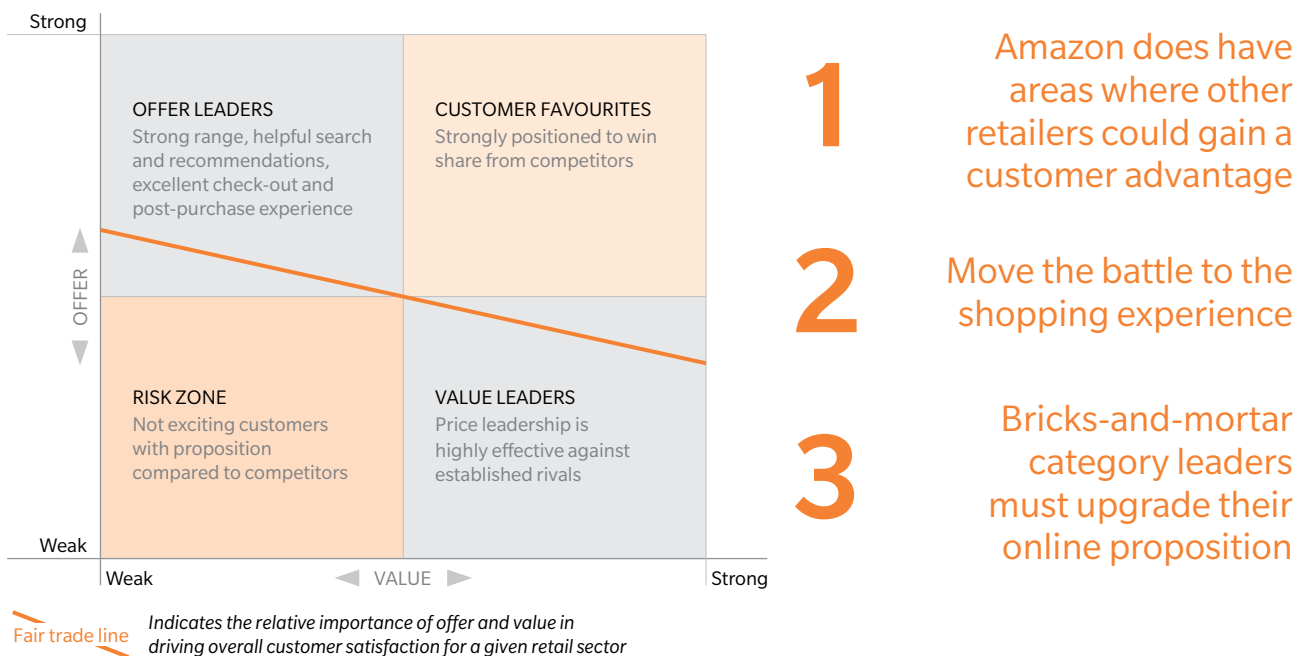 Strong
OFFER LEADERS
Strong range, helpful search
and recommendations,
excellent check-out and
post-purchase experience
CUSTOMER FAVOURITES
Strongly positioned to win
share from competitors
OFFER
RISK ZONE
Not exciting customers
with proposition
compared to competitors
VALUE LEADERS
Price leadership is
highly effective against
established rivals
Weak
Weak
VALUE
Strong
Fair trade line
Indicates the relative importance of offer and value in
driving overall customer satisfaction for a given retail sector
1
Amazon does have
areas where other
retailers could gain a
customer advantage
2
Move the battle to the
shopping experience
3
Bricks-and-mortar
category leaders
must upgrade their
online proposition